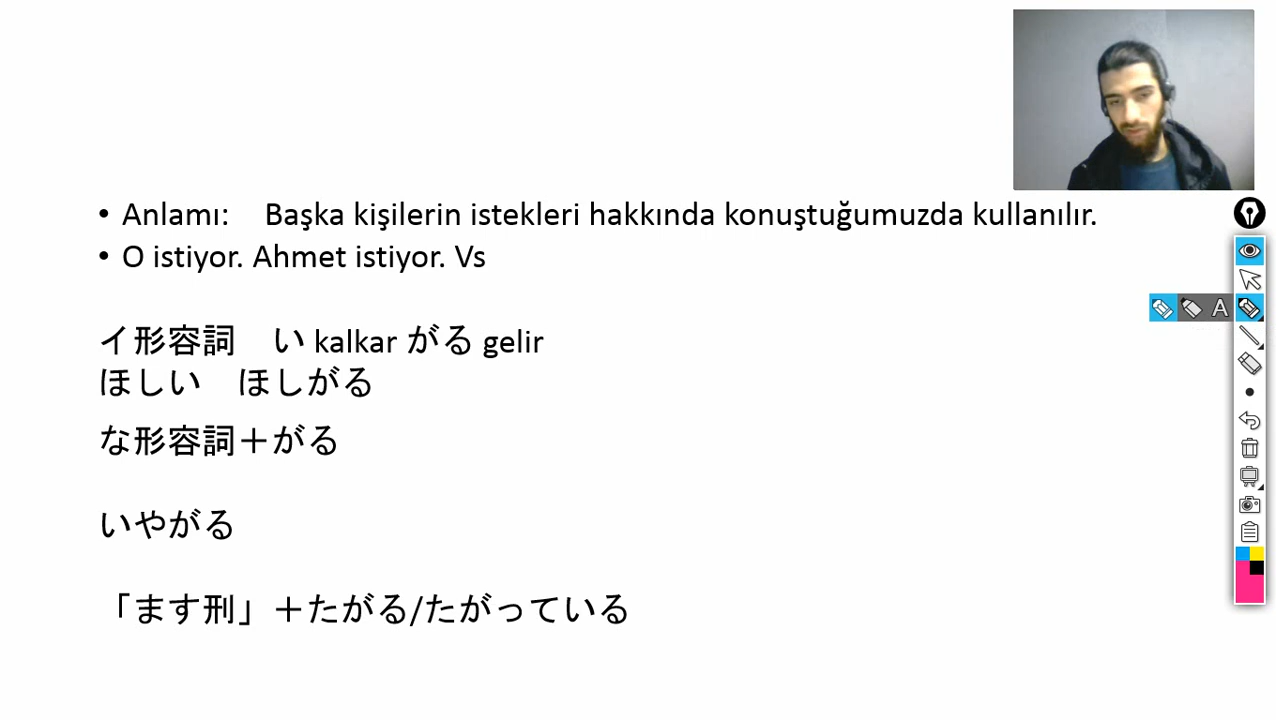 • Anlamı: Başka kişilerin istekleri hakkında konuştuğumuzda kullanılır.
• O istiyor. Ahmet istiyor. Vs
イ形容詞　い kalkar がる gelir
ほしい　ほしがる
な形容詞＋がる
いやがる
「ます刑」＋たがる/たがっている
A